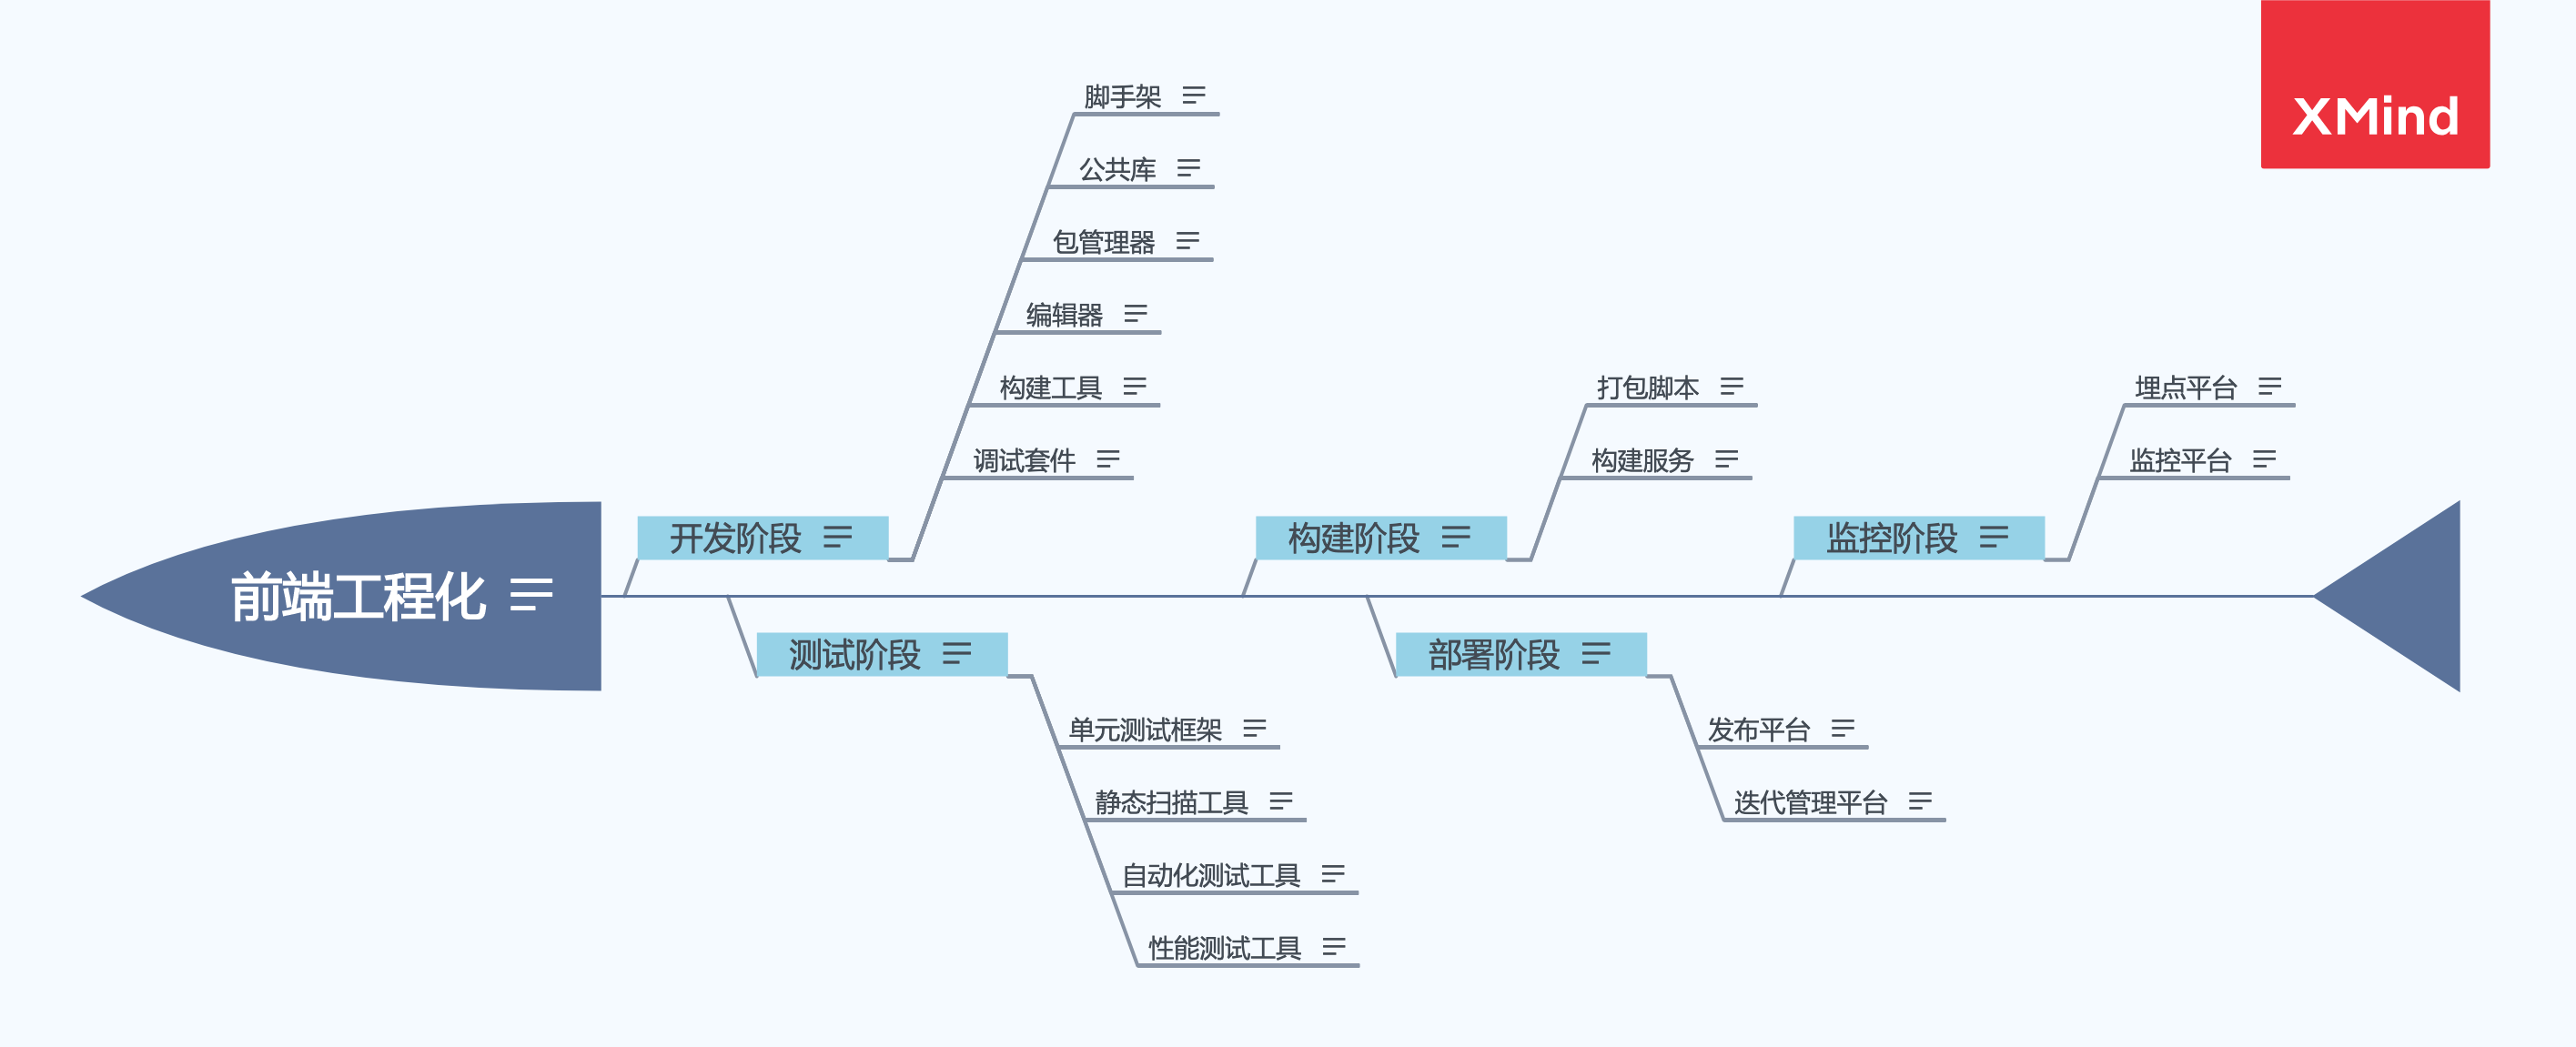 XMind
前端工程化
开发阶段
脚手架
公共库
包管理器
编辑器
构建工具
调试套件
测试阶段
单元测试框架
静态扫描工具
自动化测试工具
性能测试工具
构建阶段
打包脚本
构建服务
部署阶段
发布平台
迭代管理平台
监控阶段
埋点平台
监控平台